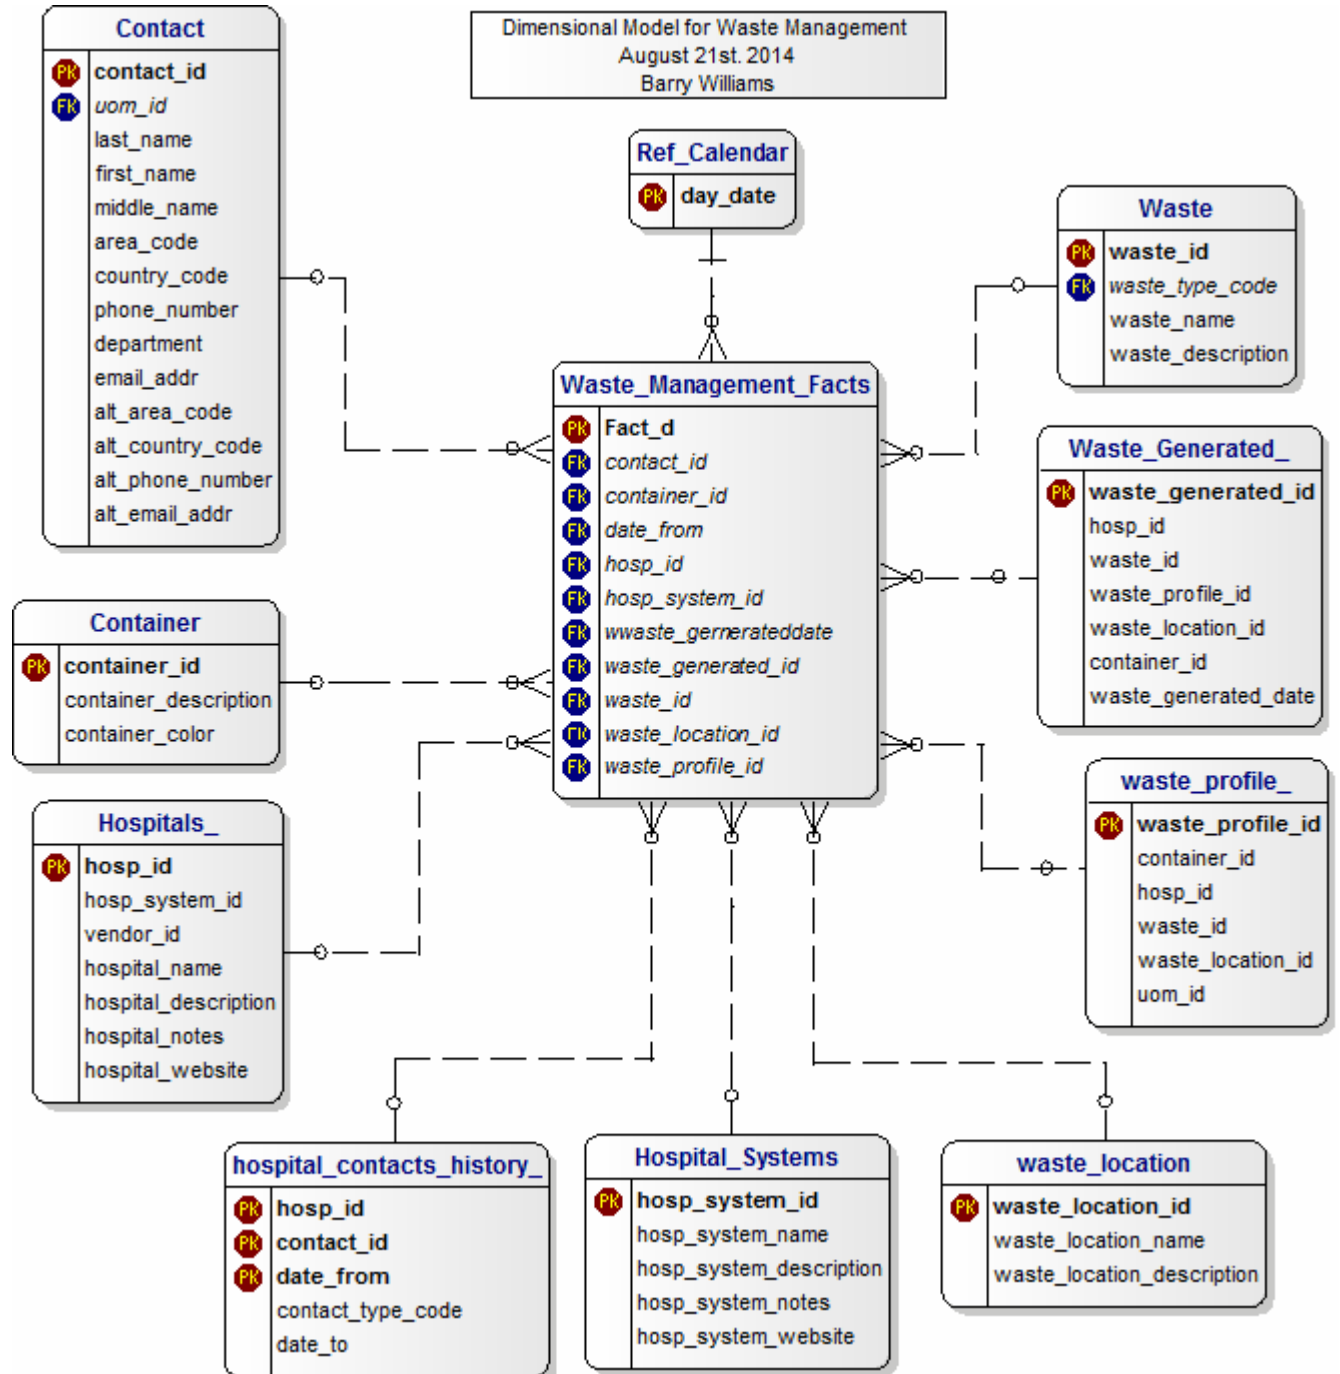 Contact
PK contact_id
FK uom_id
last_name
first_name
middle_name
area_code
country_code
phone_number
department
email_addr
alt_area_code
alt_country_code
alt_phone_number
alt_email_addr
Dimensional Model for Waste Management
August 21st. 2014
Barry Williams
Ref_Calendar
PK day_date
Waste
PK waste_id
FK waste_type_code
waste_name
waste_description
Waste_Management_Facts
PK Fact_d
FK contact_id
FK container_id
FK date_from
FK hosp_id
FK hosp_system_id
FK wwaste_gernerateddate
FK waste_generated_id
FK waste_id
FK waste_location_id
FK waste_profile_id
Waste_Generated_
PK waste_generated_id
hosp_id
waste_id
waste_profile_id
waste_location_id
container_id
waste_generated_date
Container
PK container_id
container_description
container_color
Hospitals_
PK hosp_id
hosp_system_id
vendor_id
hospital_name
hospital_description
hospital_notes
hospital_website
waste_profile_
PK waste_profile_id
container_id
hosp_id
waste_id
waste_location_id
uom_id
hospital_contacts_history_
PK hosp_id
PK contact_id
PK date_from
contact_type_code
date_to
Hospital_Systems
PK hosp_system_id
hosp_system_name
hosp_system_description
hosp_system_notes
hosp_system_website
waste_location
PK waste_location_id
waste_location_name
waste_location_description